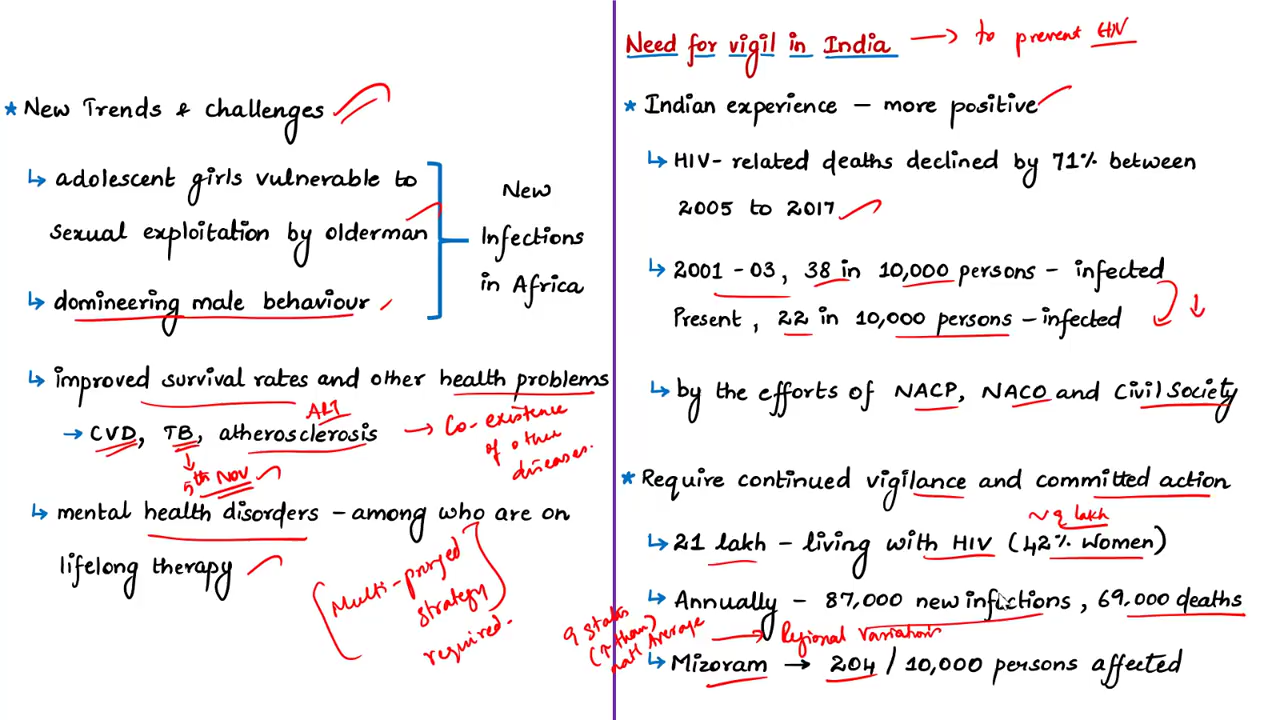 * New Trends & challenges
↳ adolescent girls vulnerable to
sexual exploitation by olderman
↳ domineering male behaviour
New
Infections
in Africa
↳ improved survival rates and other health problems
ART
→ CVD, TB, atherosclerosis → Co-existence
of other
diseases.
5th Nov
↳ mental health disorders – among who are on
lifelong therapy
Multi-pronged
strategy
required.
Need for vigil in India → to prevent HIV
* Indian experience – more positive
↳ HIV-related deaths declined by 71% between
2005 to 2017
↳ 2001 - 03, 38 in 10,000 persons – infected
Present, 22 in 10,000 persons – infected ↓
↳ by the efforts of NACP, NACO and Civil Society
* Require continued vigilance and committed action
~9 lakh
↳ 21 lakh – living with HIV (42% women)
↳ Annually – 87,000 new infections, 69,000 deaths
9 states
(↑ than)
nat'l Average → Regional Variation
↳ Mizoram → 204 / 10,000 persons affected